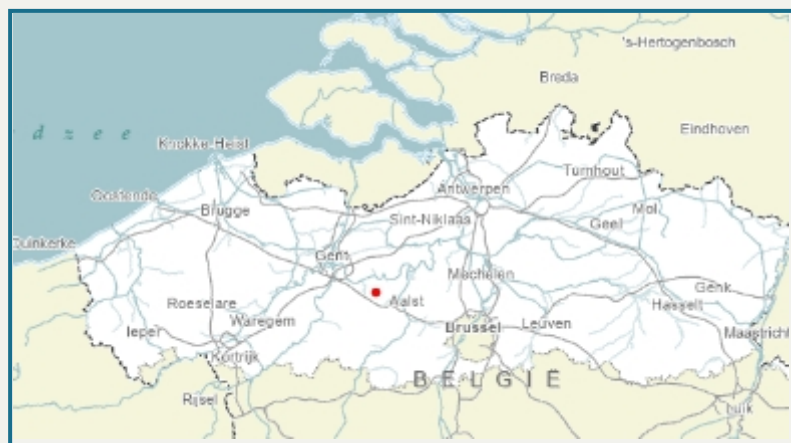 's-Hertogenbosch
Breda
d z e e
Eindhoven
Knokke-Heist
Turnhout
Antwerpen
Oostende
Mol
Brugge
Sint-Niklaas
Geel
Duinkerke
Gent
Mechelen
Genk
Roeselare
Aalst
Hasselt
Waregem
Ieper
Brussel
Leuven
Maastricht
Kortrijk
BELGIË
Rijsel
Luik